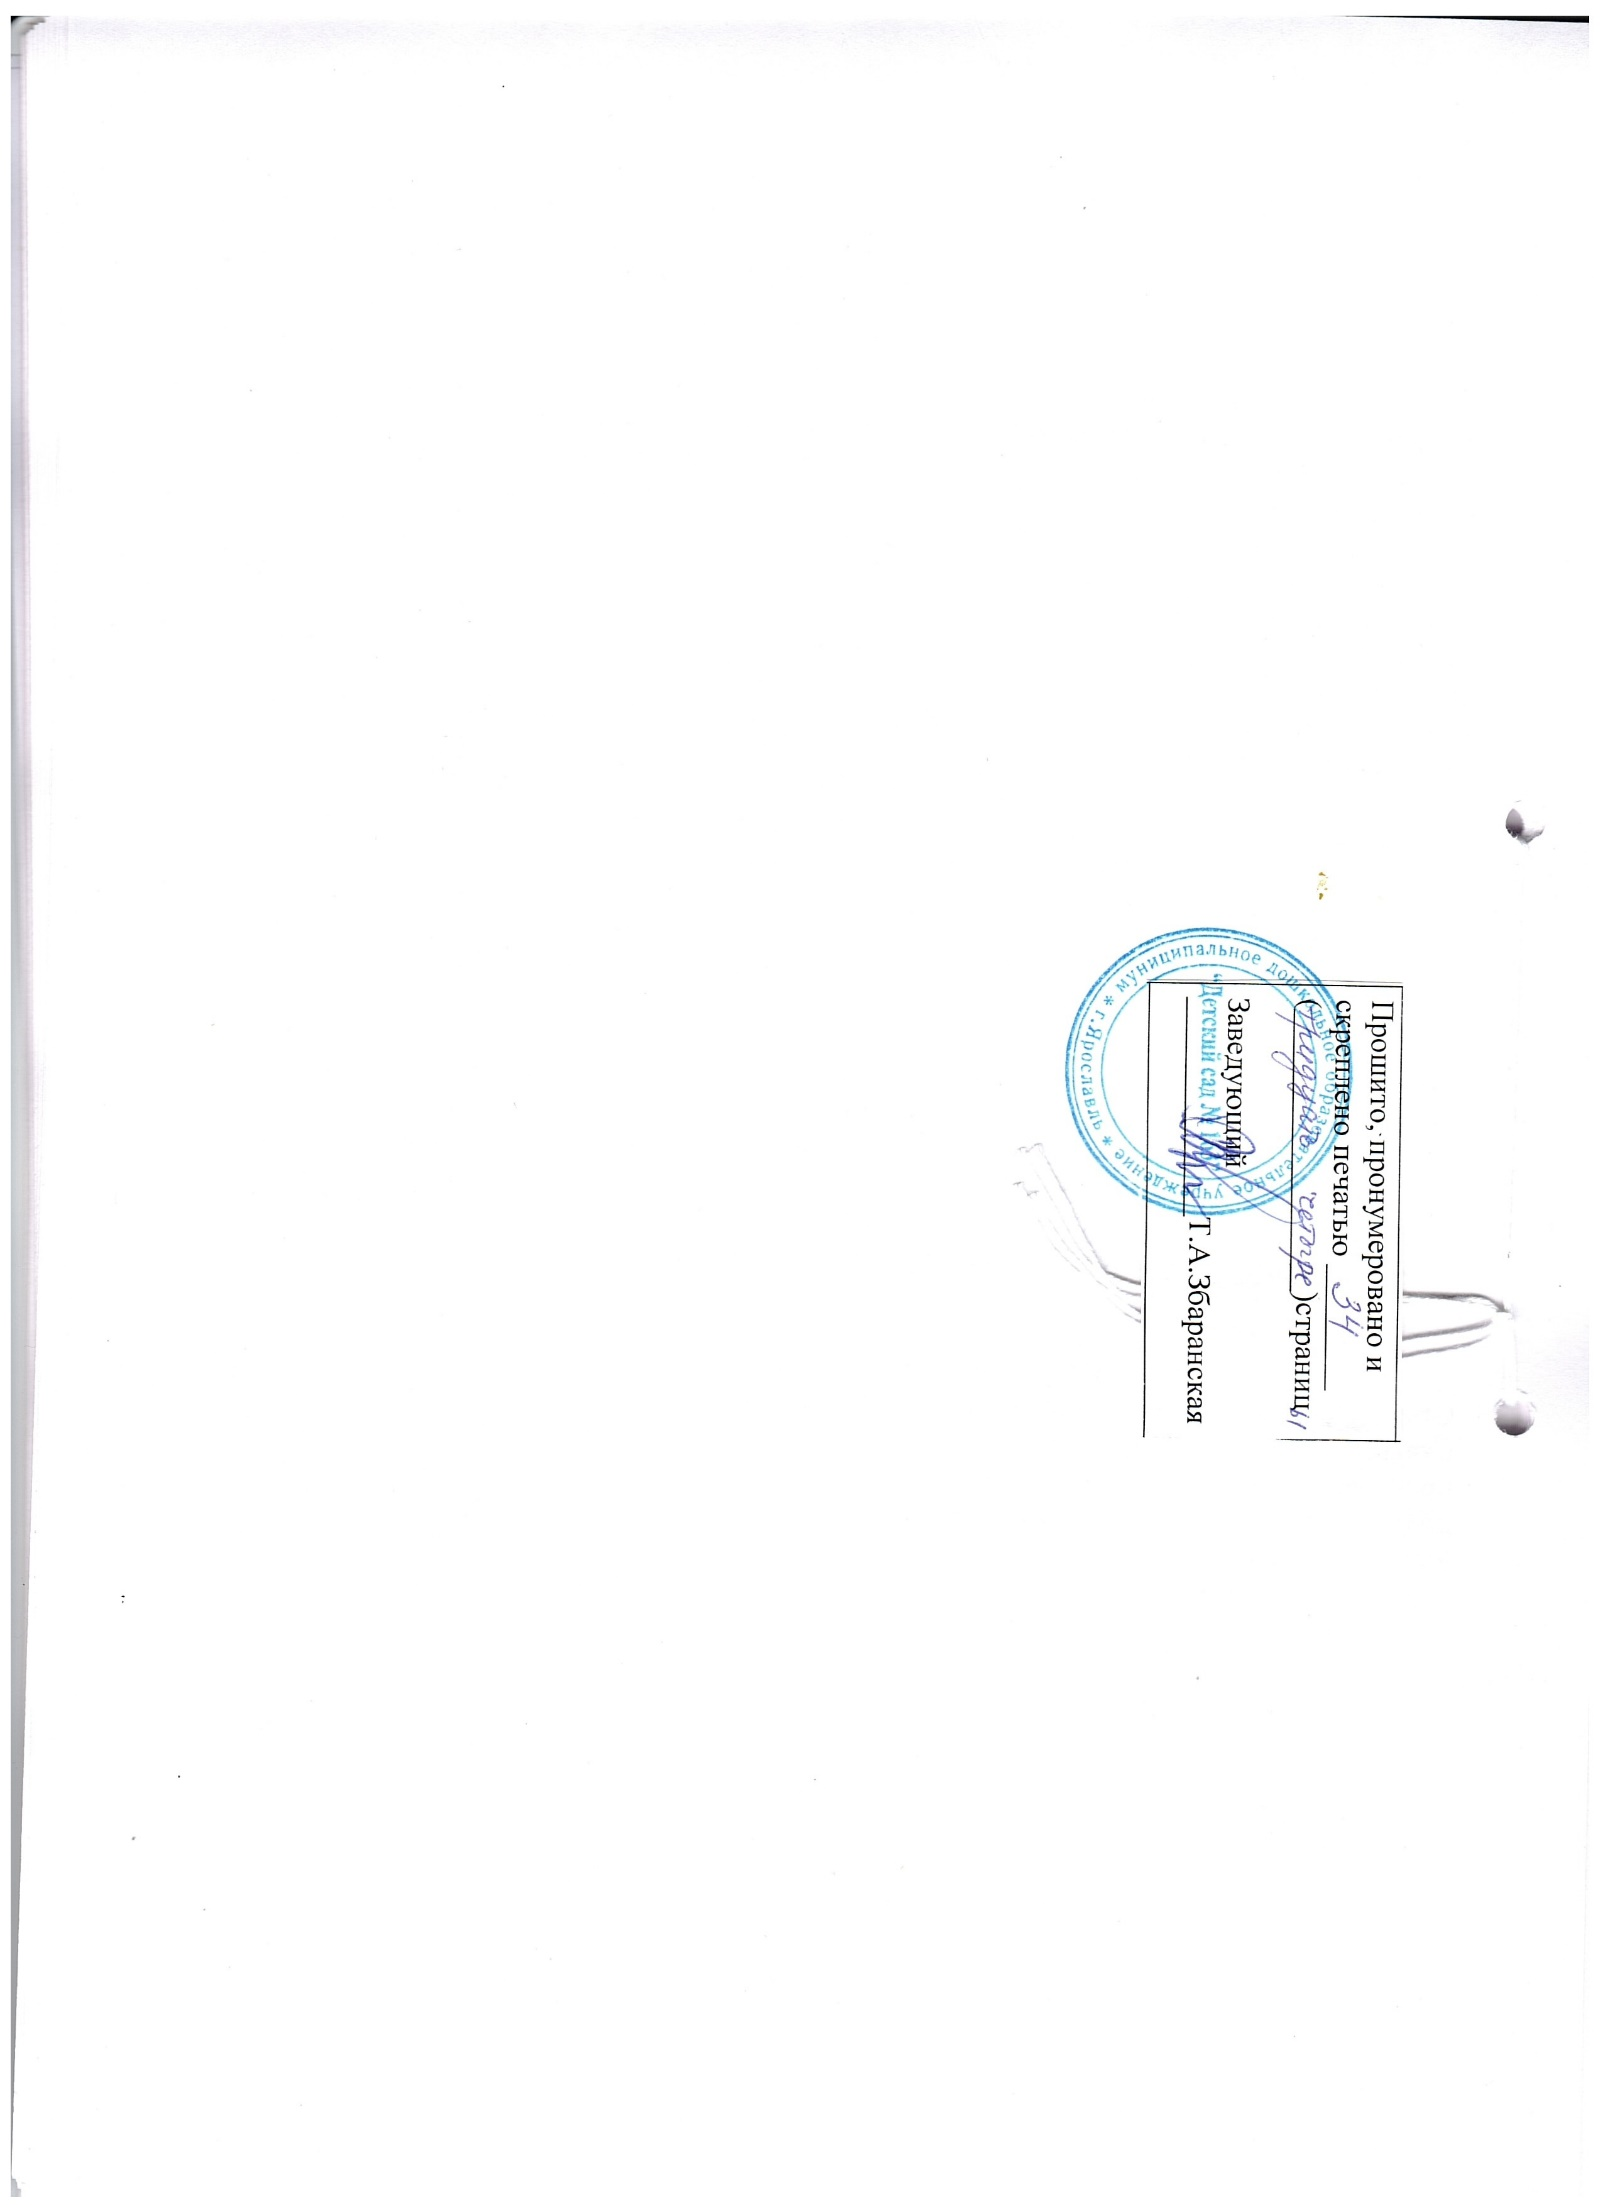 Прошито, пронумеровано и
скреплено печатью 34
(тридцать четыре) страницы
Заведующий
Т.А.Збаранская
* муниципальное дошкольное образовательное учреждение * г.Ярославль
"Детский сад №